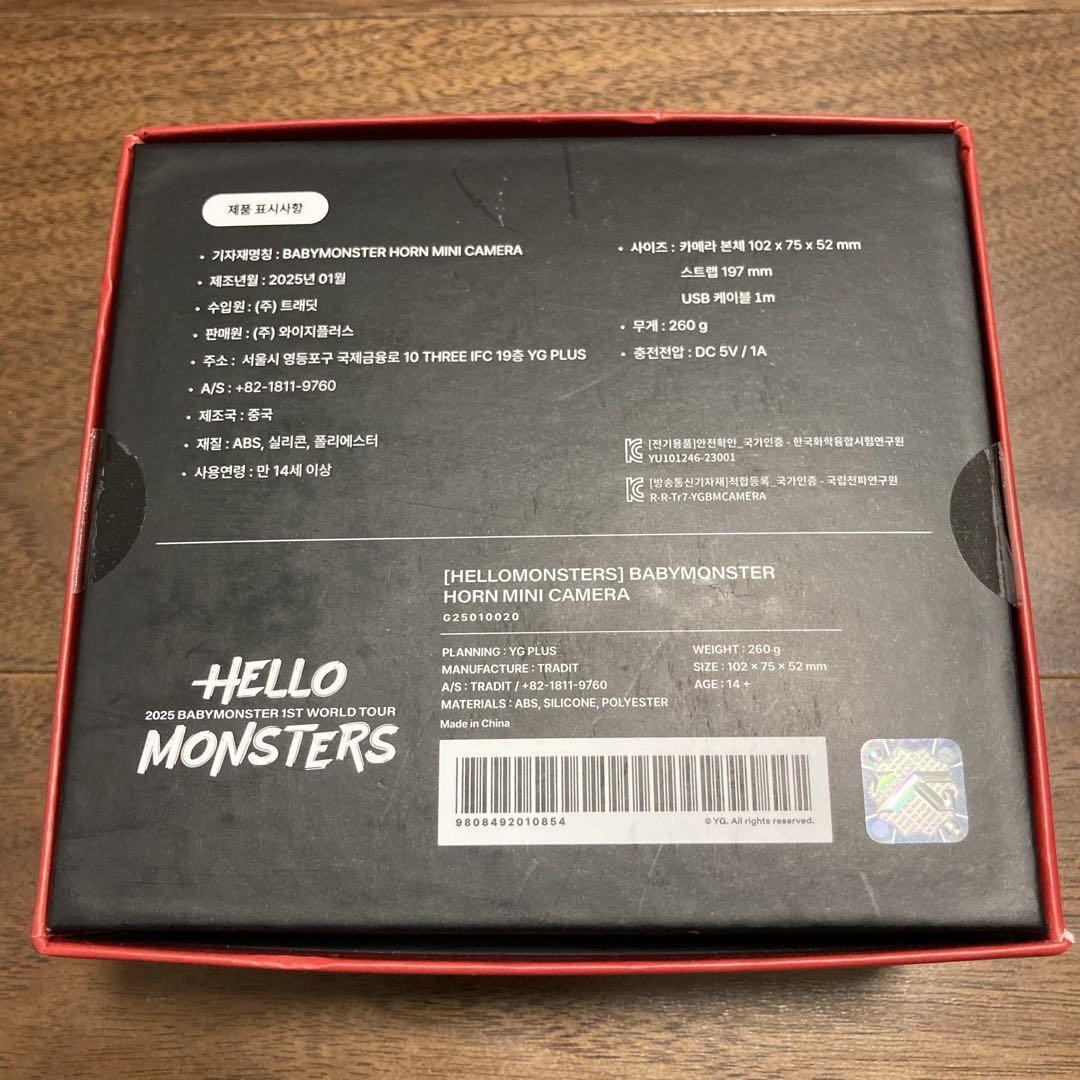 제품 표시사항
• 기자재명칭 : BABYMONSTER HORN MINI CAMERA
• 제조년월 : 2025년 01월
• 수입원 : (주) 트래딧
• 판매원 : (주) 와이지플러스
• 주소 : 서울시 영등포구 국제금융로 10 THREE IFC 19층 YG PLUS
• A/S : +82-1811-9760
• 제조국 : 중국
• 재질 : ABS, 실리콘, 폴리에스터
• 사용연령 : 만 14세 이상
• 사이즈 : 카메라 본체 102 x 75 x 52 mm
스트랩 197 mm
USB 케이블 1m
• 무게 : 260 g
• 충전전압 : DC 5V / 1A
[전기용품]안전확인_국가인증 - 한국화학융합시험연구원
YU101246-23001
[방송통신기자재]적합등록_국가인증 - 국립전파연구원
R-R-Tr7-YGBMCAMERA
HELLO
2025 BABYMONSTER 1ST WORLD TOUR
MONSTERS
[HELLOMONSTERS] BABYMONSTER
HORN MINI CAMERA
G25010020
PLANNING : YG PLUS
MANUFACTURE : TRADIT
A/S : TRADIT / +82-1811-9760
MATERIALS : ABS, SILICONE, POLYESTER
Made in China
WEIGHT : 260 g
SIZE : 102 × 75 × 52 mm
AGE : 14 +
9808492010854
© YG. All rights reserved.